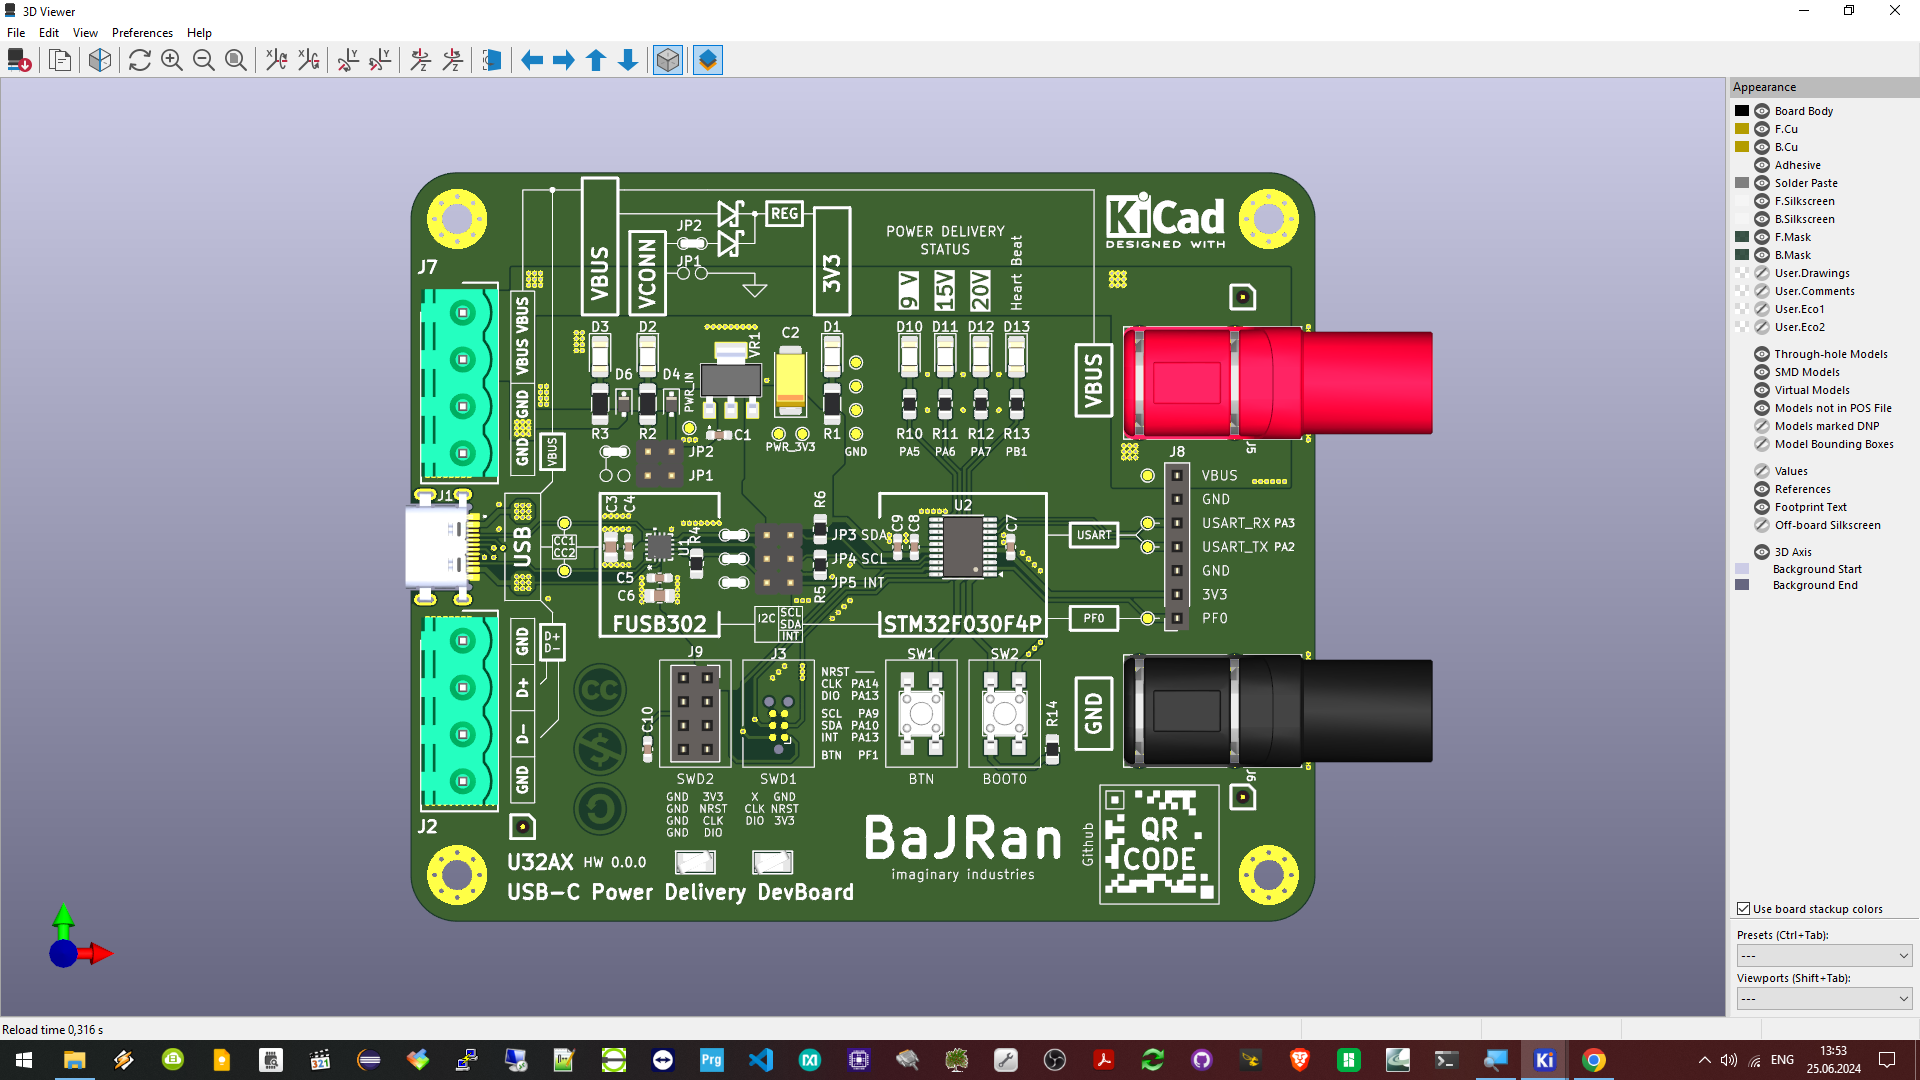 3D Viewer
File Edit View Preferences Help
Appearance
Board Body
F.Cu
B.Cu
Adhesive
Solder Paste
F.Silkscreen
B.Silkscreen
F.Mask
B.Mask
User.Drawings
User.Comments
User.Eco1
User.Eco2
Through-hole Models
SMD Models
Virtual Models
Models not in POS File
Models marked DNP
Model Bounding Boxes
Values
References
Footprint Text
Off-board Silkscreen
3D Axis
Background Start
Background End
Use board stackup colors
Presets (Ctrl+Tab):
---
Viewports (Shift+Tab):
---
VBUS
VCONN
JP2
JP1
REG
3V3
POWER DELIVERY
STATUS
9 V
15V
20V
Heart Beat
KiCad
DESIGNED WITH
J7
VBUS VBUS
GND GND
VBUS
D3
D2
D6
D4
PWR_IN
VR1
C2
D1
R3
R2
C1
PWR_3V3
R1
GND
JP2
JP1
D10 D11 D12 D13
R10 R11 R12 R13
PA5 PA6 PA7 PB1
VBUS
J5
J8
VBUS
GND
USART_RX PA3
USART_TX PA2
GND
3V3
PF0
USART
PF0
J1
USB
CC1
CC2
C3
C4
U1
R4
C5
C6
FUSB302
R6
JP3 SDA
JP4 SCL
JP5 INT
R5
I2C
SCL
SDA
INT
U2
C9
C8
C7
STM32F030F4P
GND
D+
D-
GND
D+
D-
J2
J9
C10
SWD2
GND 3V3
GND NRST
GND CLK
GND DIO
J3
SWD1
X GND
CLK NRST
DIO 3V3
NRST
CLK PA14
DIO PA13
SCL PA9
SDA PA10
INT PA13
BTN PF1
SW1
BTN
SW2
BOOT0
R14
GND
J6
CC
U32AX HW 0.0.0
USB-C Power Delivery DevBoard
BaJRan
imaginary industries
Github
QR
CODE
Reload time 0,316 s
321
Prg
Ki
ENG
13:53
25.06.2024